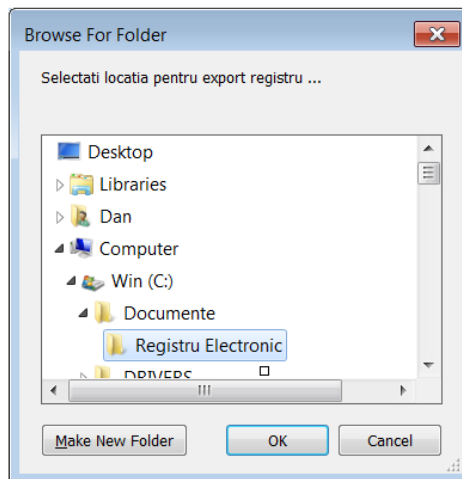 Browse For Folder
Selectati locatia pentru export registru ...
Desktop
Libraries
Dan
Computer
Win (C:)
Documente
Registru Electronic
DRIVERS
Make New Folder
OK
Cancel